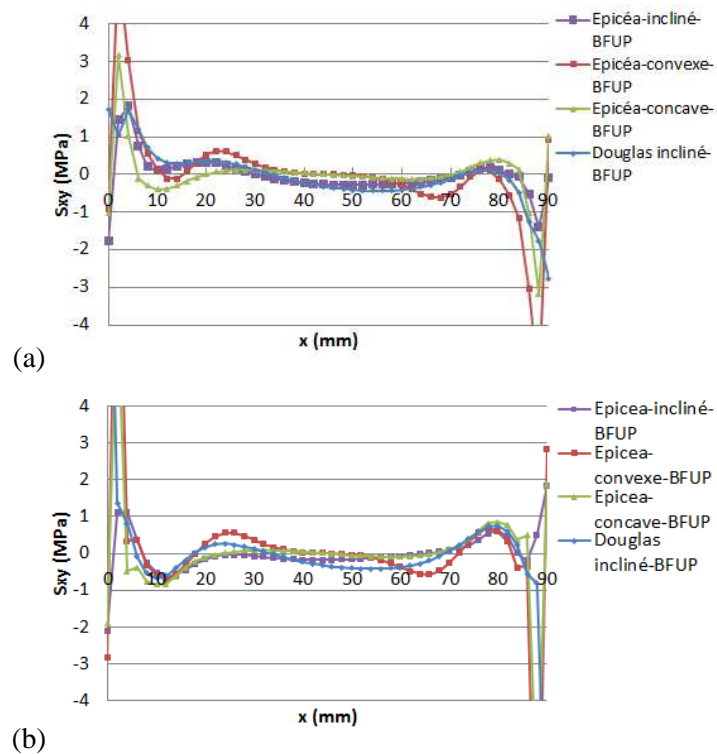 4
3
2
1
0
-1
-2
-3
-4
Sxy (MPa)
0 10 20 30 40 50 60 70 80 90
x (mm)
Epicéa-incliné-
BFUP
Epicéa-convexe-
BFUP
Epicéa-concave-
BFUP
Douglas incliné-
BFUP
(a)
4
3
2
1
0
-1
-2
-3
-4
Sxy (MPa)
0 10 20 30 40 50 60 70 80 90
x (mm)
Epicea-incliné-
BFUP
Epicea-
convexe-BFUP
Epicea-
concave-BFUP
Douglas
incliné-BFUP
(b)